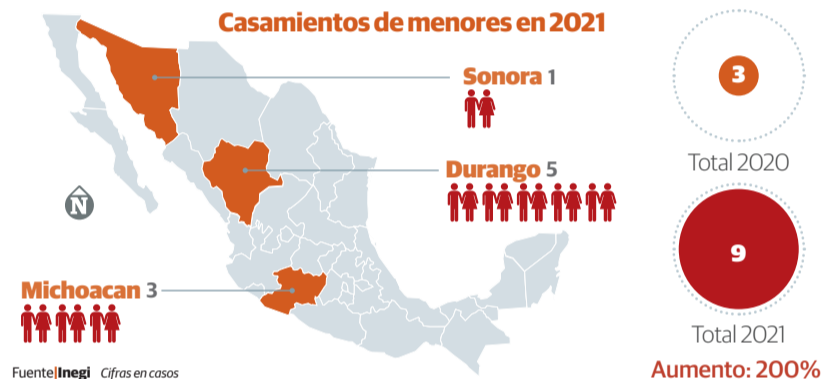 Casamientos de menores en 2021
Sonora 1
Durango 5
Michoacan 3
N
3
Total 2020
9
Total 2021
Aumento: 200%
Fuente|Inegi Cifras en casos